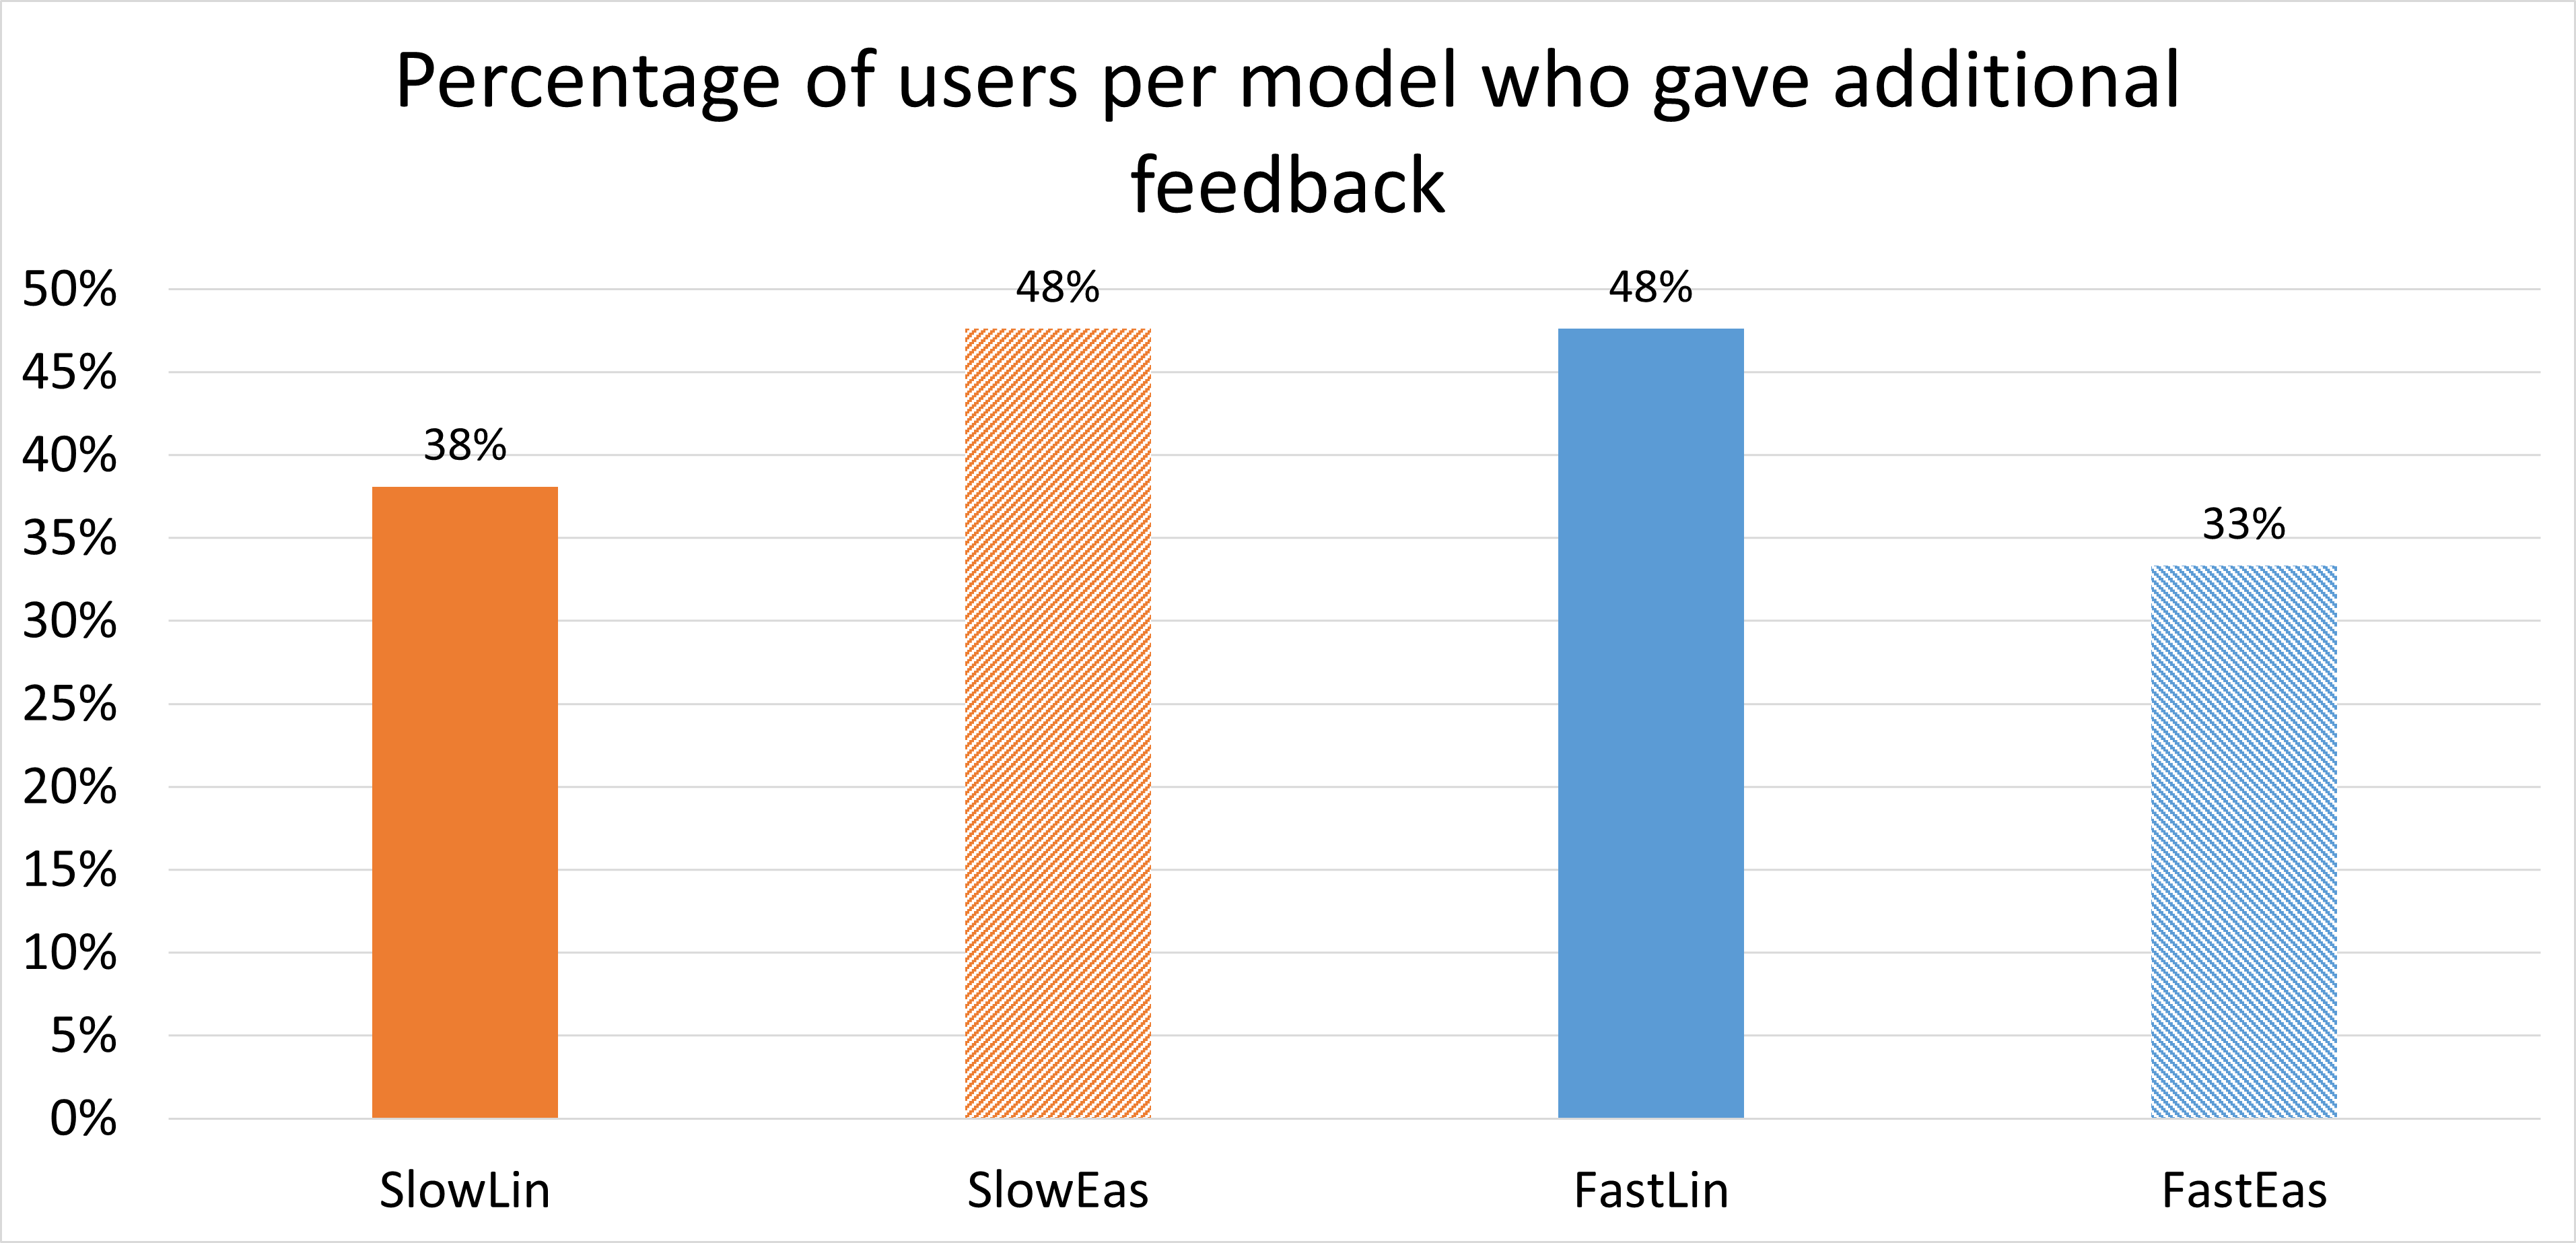 Percentage of users per model who gave additional
feedback
50%
45%
40%
35%
30%
25%
20%
15%
10%
5%
0%
38%
48%
48%
33%
SlowLin
SlowEas
FastLin
FastEas